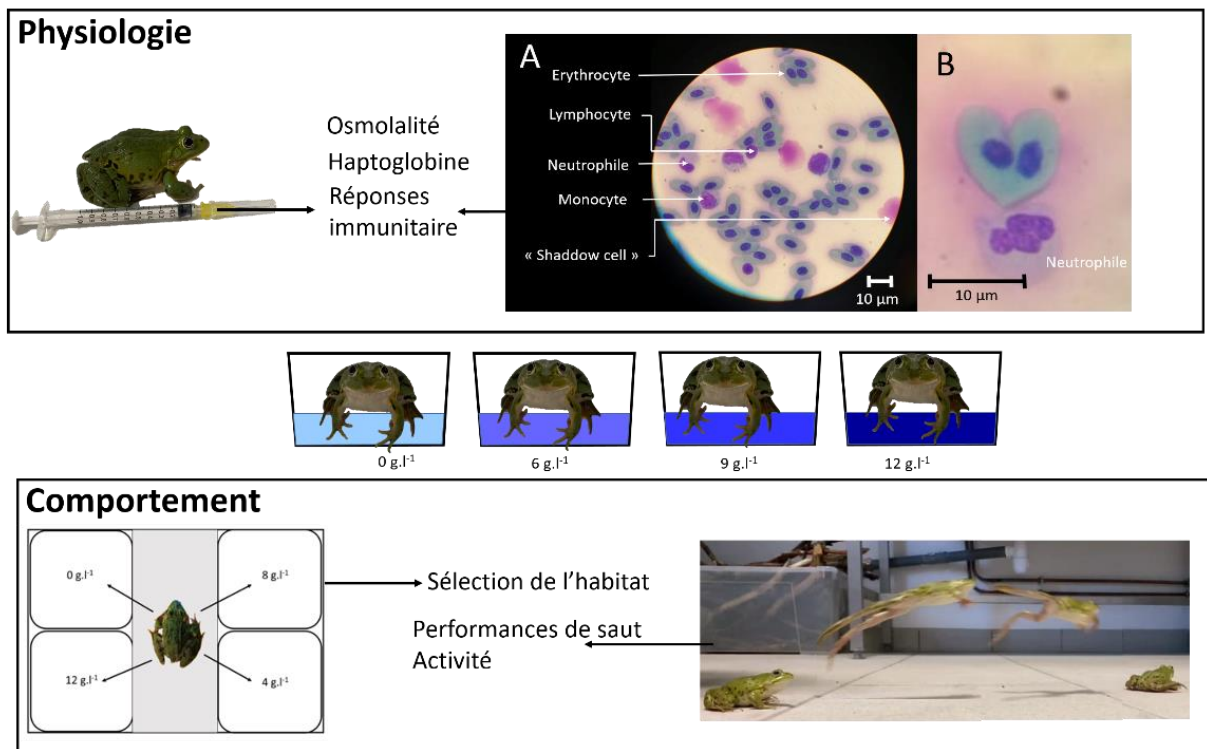 Physiologie
Osmolalité
Haptoglobine
Réponses
immunitaire
A
Erythrocyte
Lymphocyte
Neutrophile
Monocyte
« Shaddow cell »
10 µm
B
Neutrophile
10 µm
0 g.l-1
6 g.l-1
9 g.l-1
12 g.l-1
Comportement
0 g.l-1
8 g.l-1
12 g.l-1
4 g.l-1
Sélection de l’habitat
Performances de saut
Activité